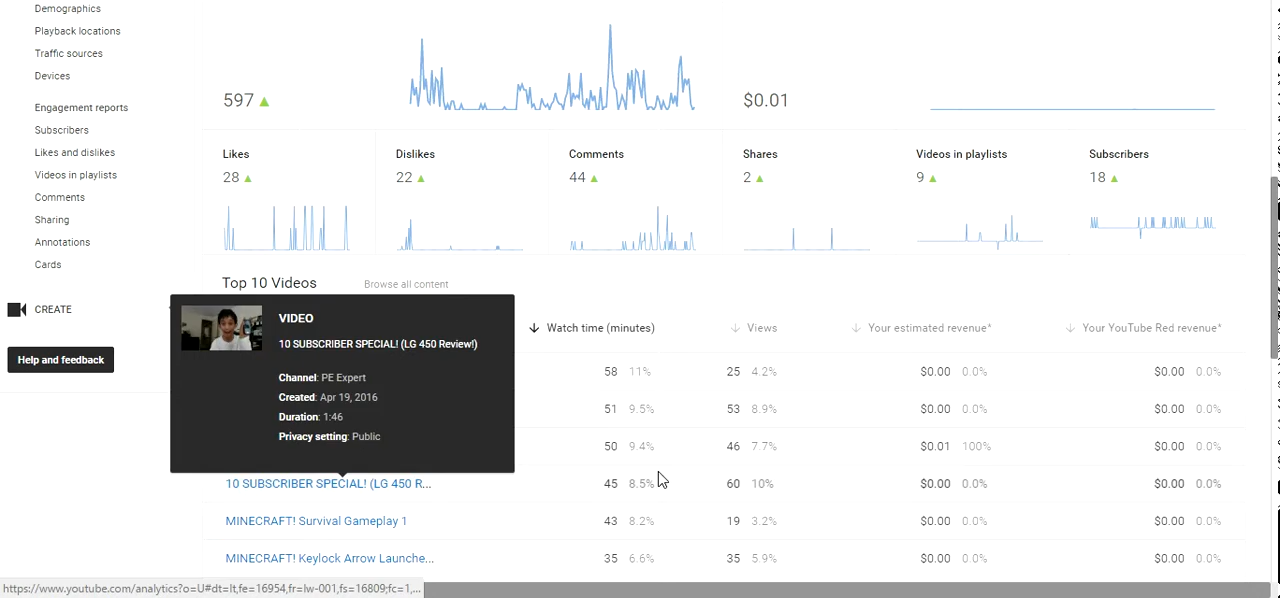 Demographics
Playback locations
Traffic sources
Devices
Engagement reports
Subscribers
Likes and dislikes
Videos in playlists
Comments
Sharing
Annotations
Cards
CREATE
Help and feedback
597
$0.01
Likes
28
Dislikes
22
Comments
44
Shares
2
Videos in playlists
9
Subscribers
18
Top 10 Videos Browse all content
VIDEO
10 SUBSCRIBER SPECIAL! (LG 450 Review!)
Channel: PE Expert
Created: Apr 19, 2016
Duration: 1:46
Privacy setting: Public
Watch time (minutes) Views Your estimated revenue* Your YouTube Red revenue*
58 11% 25 4.2% $0.00 0.0% $0.00 0.0%
51 9.5% 53 8.9% $0.00 0.0% $0.00 0.0%
50 9.4% 46 7.7% $0.01 100% $0.00 0.0%
10 SUBSCRIBER SPECIAL! (LG 450 R... 45 8.5% 60 10% $0.00 0.0% $0.00 0.0%
MINECRAFT! Survival Gameplay 1 43 8.2% 19 3.2% $0.00 0.0% $0.00 0.0%
MINECRAFT! Keylock Arrow Launche... 35 6.6% 35 5.9% $0.00 0.0% $0.00 0.0%
https://www.youtube.com/analytics?o=U#dt=lt,fe=16954,fr=lw-001,fs=16809;fc=1,...